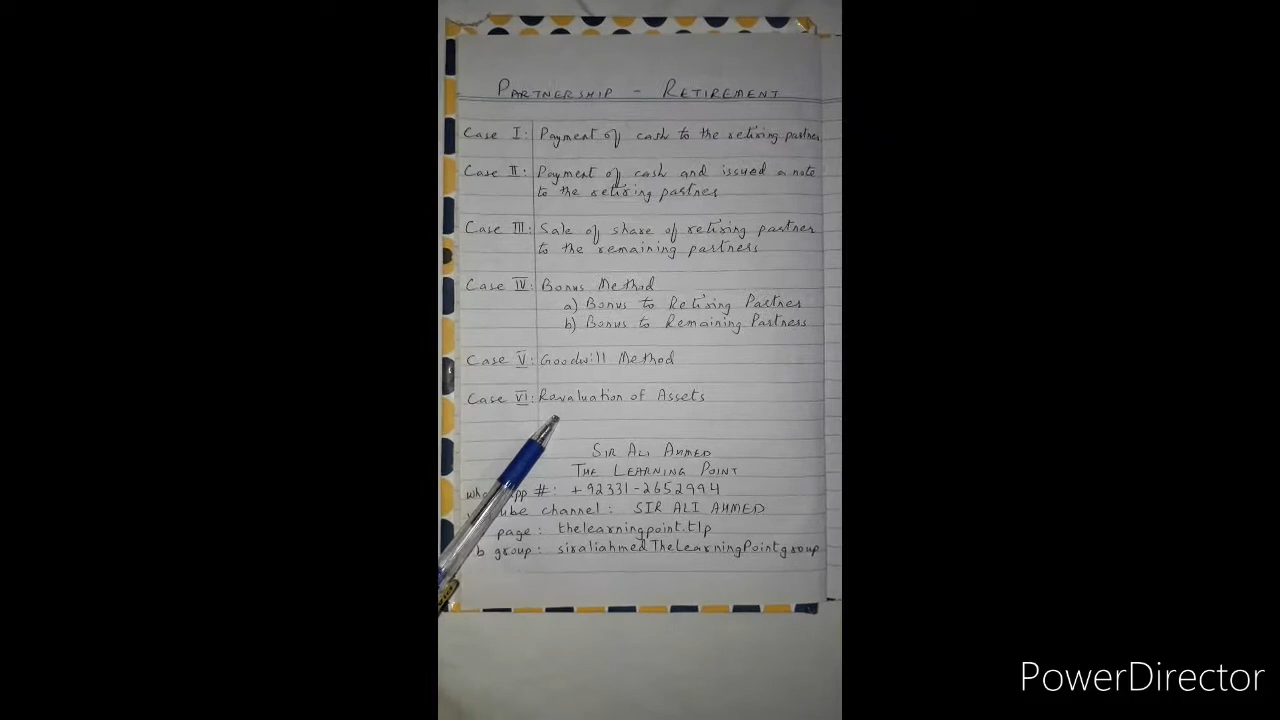 PARTNERSHIP - RETIREMENT
Case I: Payment of cash to the retiring partner
Case II: Payment of cash and issued a note
to the retiring partner
Case III: Sale of share of retiring partner
to the remaining partners
Case IV: Bonus Method
a) Bonus to Retiring Partner
b) Bonus to Remaining Partners
Case V: Goodwill Method
Case VI: Revaluation of Assets
SIR ALI AHMED
THE LEARNING POINT
#: +92331-2652994
channel: SIR ALI AHMED
page: thelearningpoint.tlp
group: siraliahmedTheLearningPointgroup
PowerDirector